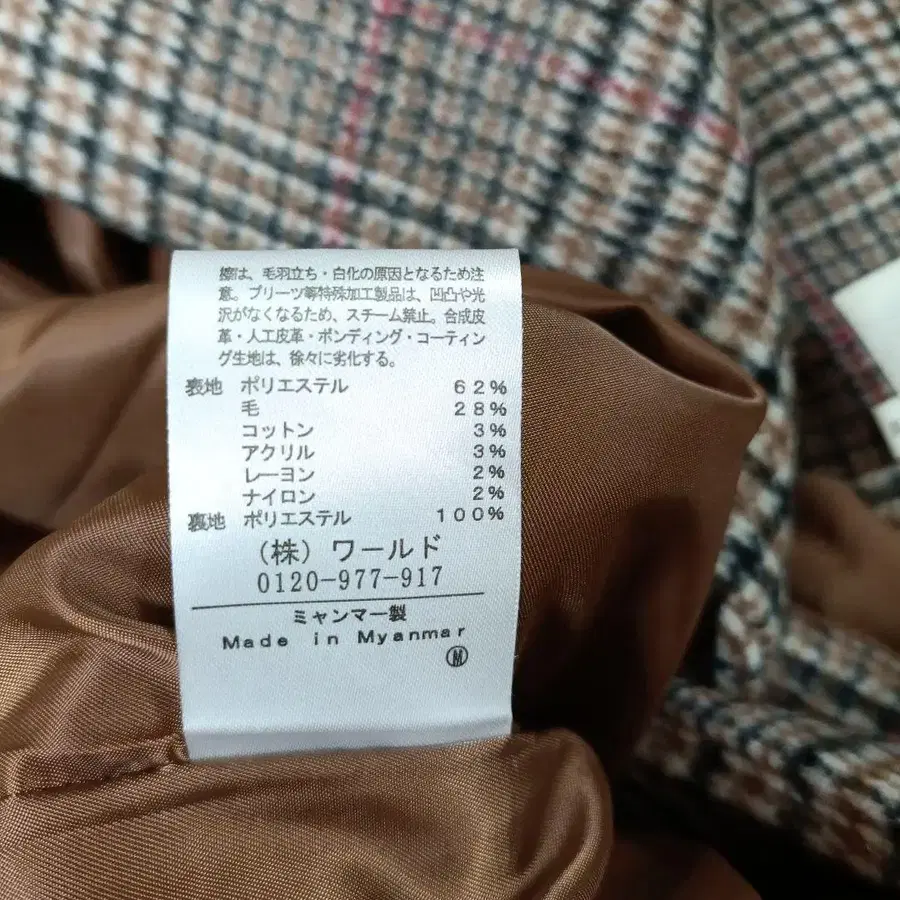 擦は、毛羽立ち・白化の原因となるため注
意。プリーツ等特殊加工製品は、凹凸や光
沢がなくなるため、スチーム禁止。合成皮
革・人工皮革・ボンディング・コーティン
グ生地は、徐々に劣化する。
表地 ポリエステル 62%
毛 28%
コットン 3%
アクリル 3%
レーヨン 2%
ナイロン 2%
裏地 ポリエステル 100%
(株) ワールド
0120-977-917
ミャンマー製
Made in Myanmar
Ⓜ